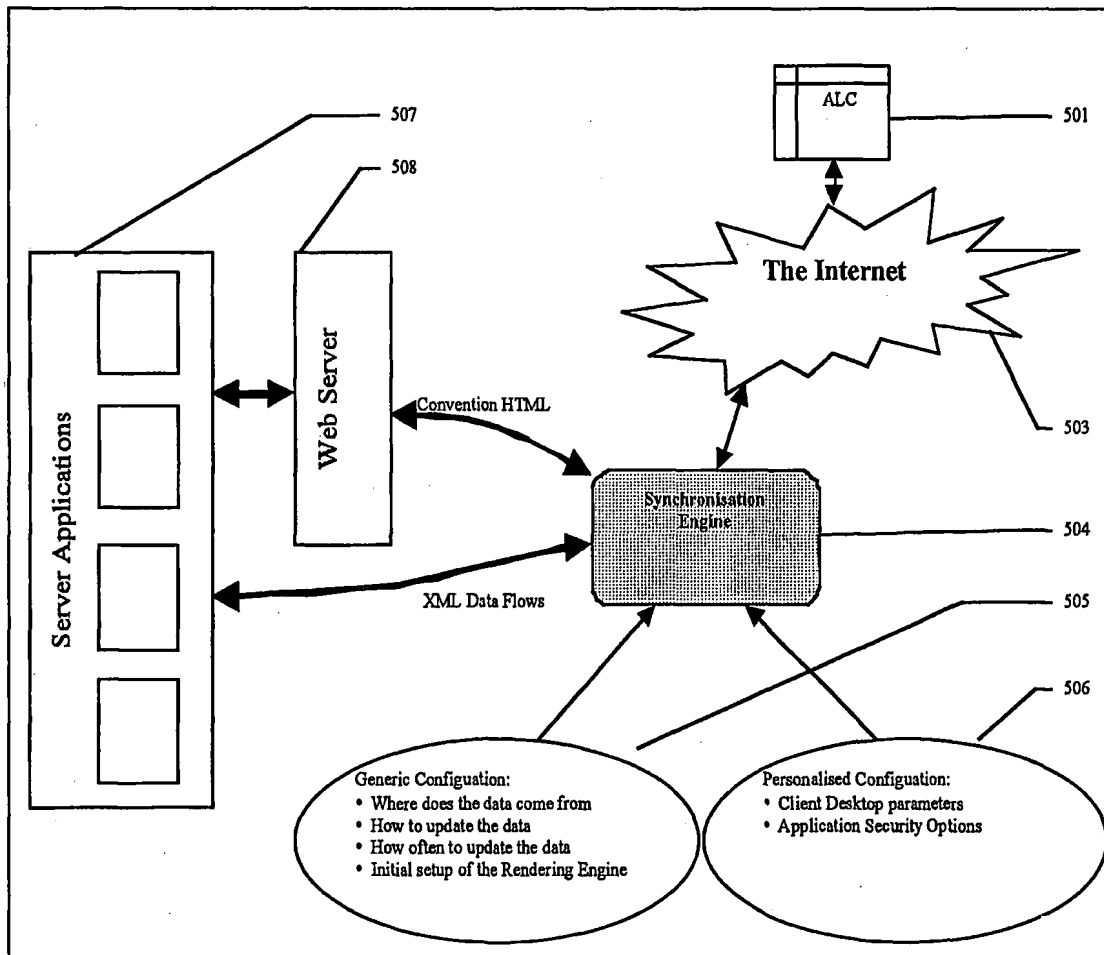 507
508
ALC
501
The Internet
503
Server Applications
Web Server
Convention HTML
Synchronisation
Engine
504
XML Data Flows
505
506
Generic Configuation:
• Where does the data come from
• How to update the data
• How often to update the data
• Initial setup of the Rendering Engine
Personalised Configuation:
• Client Desktop parameters
• Application Security Options